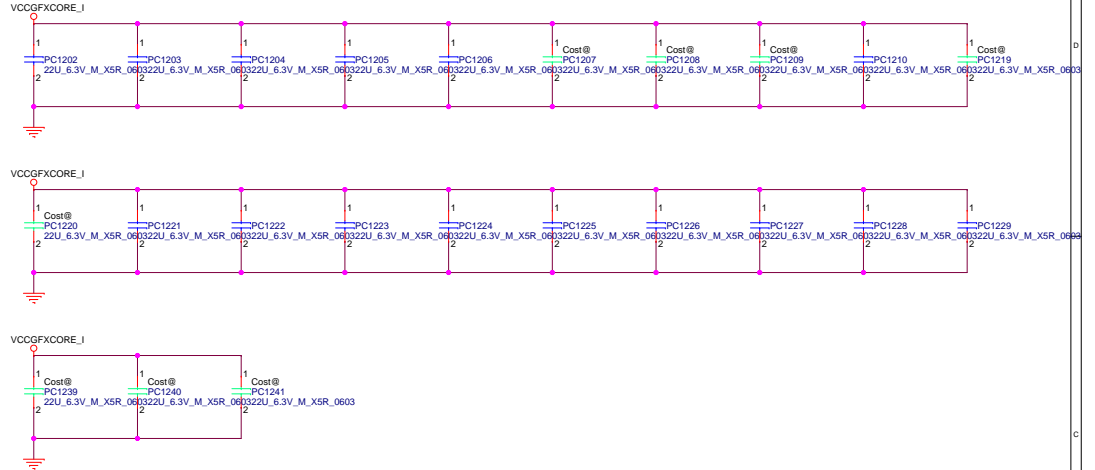 VCCGFXCORE_I
1 1 1 1 1 1 1 1 1 1
Cost@ Cost@ Cost@ Cost@
PC1202 PC1203 PC1204 PC1205 PC1206 PC1207 PC1208 PC1209 PC1210 PC1219
22U_6.3V_M_X5R_0603 22U_6.3V_M_X5R_0603 22U_6.3V_M_X5R_0603 22U_6.3V_M_X5R_0603 22U_6.3V_M_X5R_0603 22U_6.3V_M_X5R_0603 22U_6.3V_M_X5R_0603 22U_6.3V_M_X5R_0603 22U_6.3V_M_X5R_0603 22U_6.3V_M_X5R_0603
2 2 2 2 2 2 2 2 2 2
D
VCCGFXCORE_I
1 1 1 1 1 1 1 1 1 1
Cost@
PC1220 PC1221 PC1222 PC1223 PC1224 PC1225 PC1226 PC1227 PC1228 PC1229
22U_6.3V_M_X5R_0603 22U_6.3V_M_X5R_0603 22U_6.3V_M_X5R_0603 22U_6.3V_M_X5R_0603 22U_6.3V_M_X5R_0603 22U_6.3V_M_X5R_0603 22U_6.3V_M_X5R_0603 22U_6.3V_M_X5R_0603 22U_6.3V_M_X5R_0603 22U_6.3V_M_X5R_0603
2 2 2 2 2 2 2 2 2 2
VCCGFXCORE_I
1 1 1
Cost@ Cost@ Cost@
PC1239 PC1240 PC1241
22U_6.3V_M_X5R_0603 22U_6.3V_M_X5R_0603 22U_6.3V_M_X5R_0603
2 2 2
C